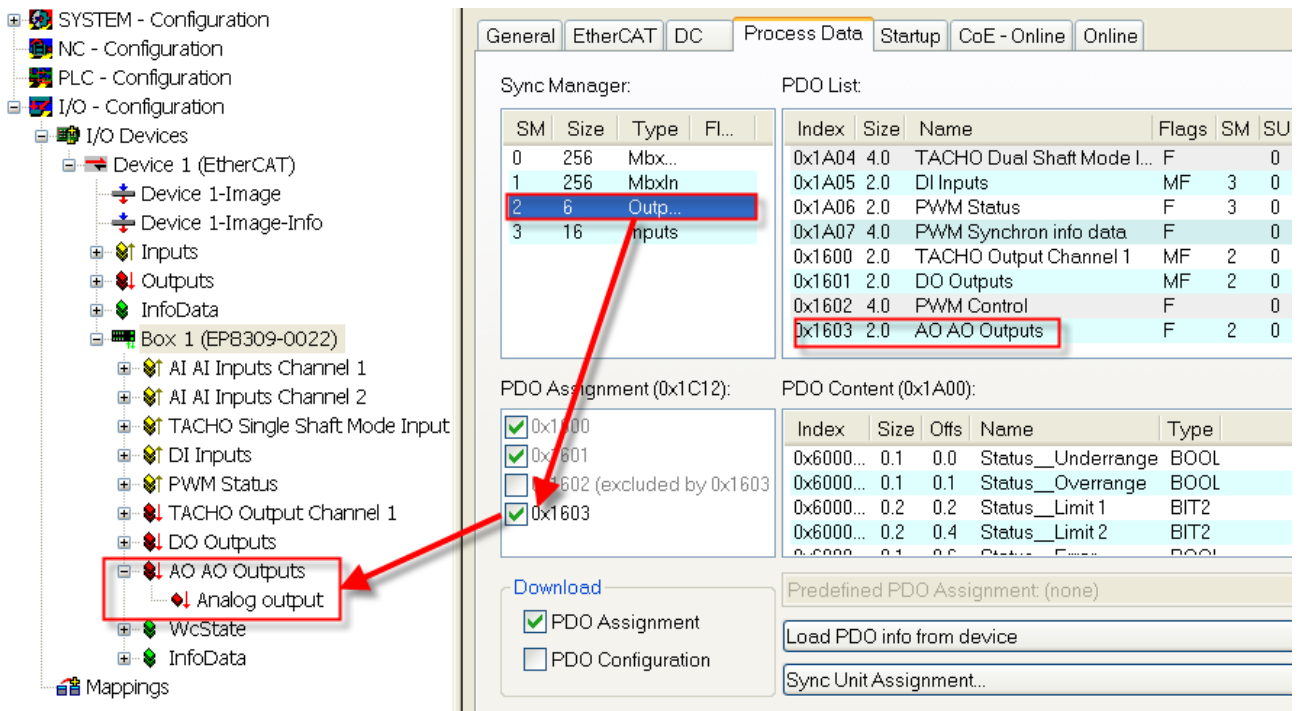 SYSTEM - Configuration
NC - Configuration
PLC - Configuration
I/O - Configuration
I/O Devices
Device 1 (EtherCAT)
Device 1-Image
Device 1-Image-Info
Inputs
Outputs
InfoData
Box 1 (EP8309-0022)
AI AI Inputs Channel 1
AI AI Inputs Channel 2
TACHO Single Shaft Mode Input
DI Inputs
PWM Status
TACHO Output Channel 1
DO Outputs
AO AO Outputs
Analog output
WcState
InfoData
Mappings
General EtherCAT DC Process Data Startup CoE - Online Online
Sync Manager:
SM Size Type Fl...
0 256 Mbx...
1 256 MbxIn
2 6 Outp...
3 16 Inputs
PDO List:
Index Size Name Flags SM SU
0x1A04 4.0 TACHO Dual Shaft Mode I... F 0
0x1A05 2.0 DI Inputs MF 3 0
0x1A06 2.0 PWM Status F 3 0
0x1A07 4.0 PWM Synchron info data F 0
0x1600 2.0 TACHO Output Channel 1 MF 2 0
0x1601 2.0 DO Outputs MF 2 0
0x1602 4.0 PWM Control F 0
0x1603 2.0 AO AO Outputs F 2 0
PDO Assignment (0x1C12):
0x1600
0x1601
0x1602 (excluded by 0x1603
0x1603
PDO Content (0x1A00):
Index Size Offs Name Type
0x6000... 0.1 0.0 Status__Underrange BOOL
0x6000... 0.1 0.1 Status__Overrange BOOL
0x6000... 0.2 0.2 Status__Limit 1 BIT2
0x6000... 0.2 0.4 Status__Limit 2 BIT2
0x6000... 0.1 0.6 Status__Error BOOL
Download
PDO Assignment
PDO Configuration
Predefined PDO Assignment: (none)
Load PDO info from device
Sync Unit Assignment...